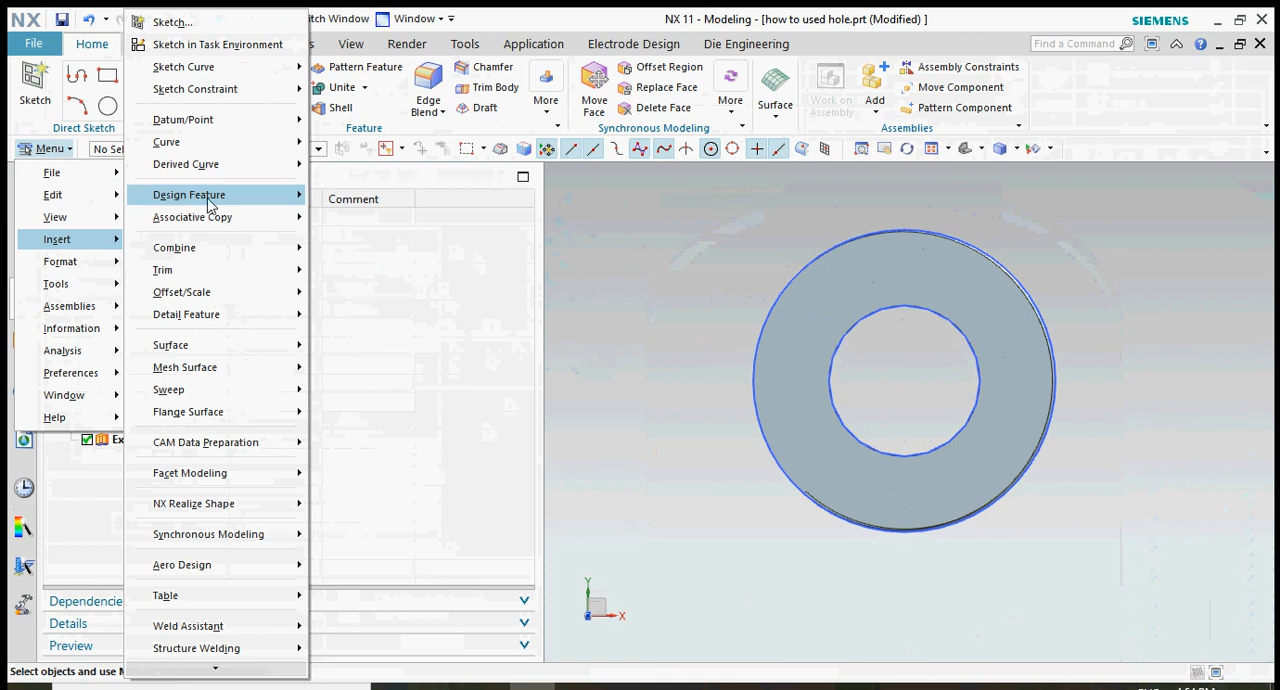 NX
itch Window
Window
NX 11 - Modeling - [how to used hole.prt (Modified) ]
SIEMENS
File
Home
s
View
Render
Tools
Application
Electrode Design
Die Engineering
Find a Command
Sketch
Direct Sketch
Pattern Feature
Unite
Shell
Edge
Blend
Chamfer
Trim Body
Draft
More
Feature
Move
Face
Offset Region
Replace Face
Delete Face
More
Synchronous Modeling
Surface
Work on
Assembly
Add
Assembly Constraints
Move Component
Pattern Component
Assemblies
Menu
No Sel
File
Edit
View
Insert
Format
Tools
Assemblies
Information
Analysis
Preferences
Window
Help
Sketch...
Sketch in Task Environment
Sketch Curve
Sketch Constraint
Datum/Point
Curve
Derived Curve
Design Feature
Associative Copy
Combine
Trim
Offset/Scale
Detail Feature
Surface
Mesh Surface
Sweep
Flange Surface
CAM Data Preparation
Facet Modeling
NX Realize Shape
Synchronous Modeling
Aero Design
Table
Weld Assistant
Structure Welding
Comment
Ex
Dependencie
Details
Preview
Y
X
Select objects and use M